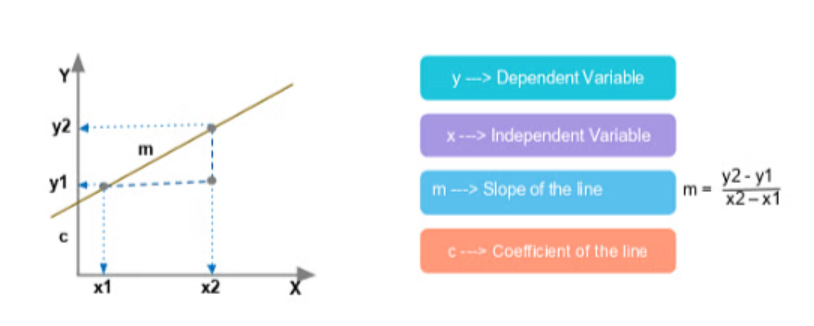 Y
y2
m
y1
c
x1
x2
X
y ---> Dependent Variable
x ---> Independent Variable
m ---> Slope of the line
m = y2 - y1
x2 – x1
c ---> Coefficient of the line